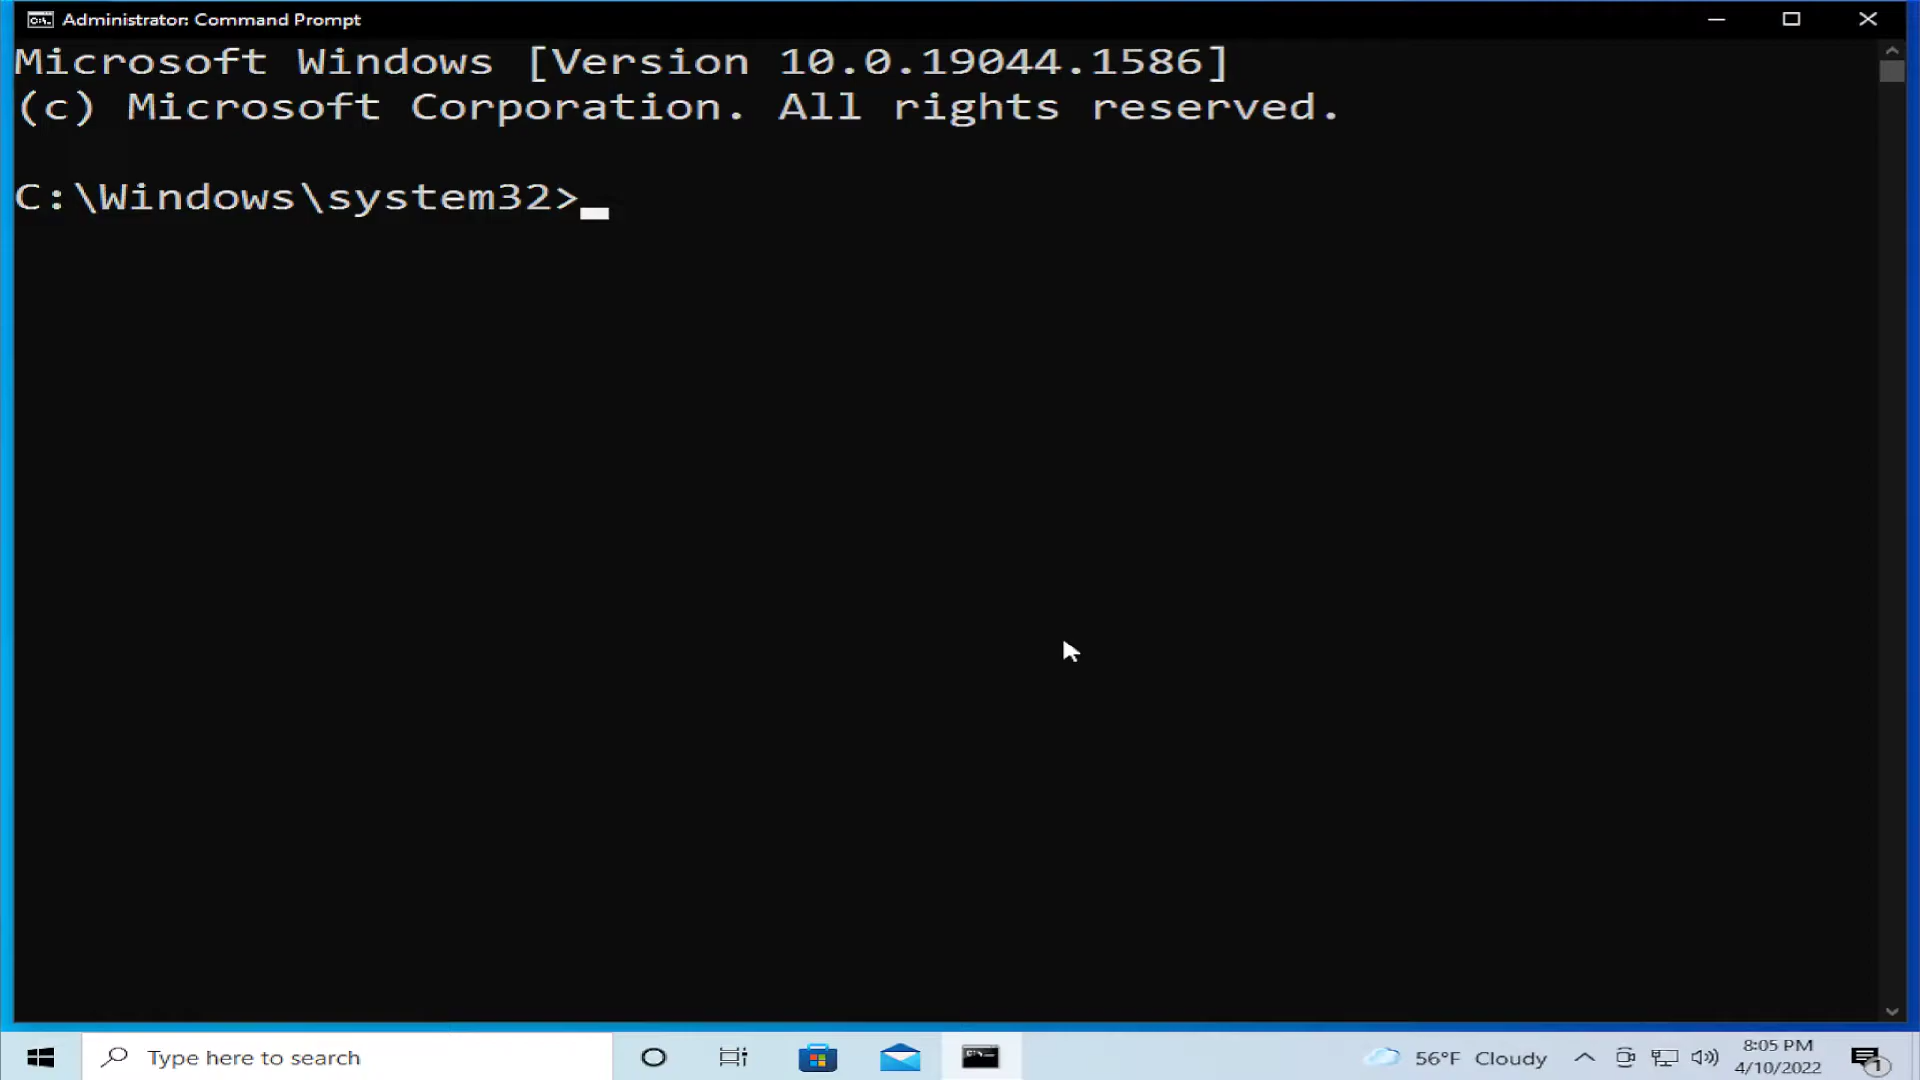 Administrator: Command Prompt
Microsoft Windows [Version 10.0.19044.1586]
(c) Microsoft Corporation. All rights reserved.
C:\Windows\system32>
Type here to search
56°F Cloudy
8:05 PM
4/10/2022
1